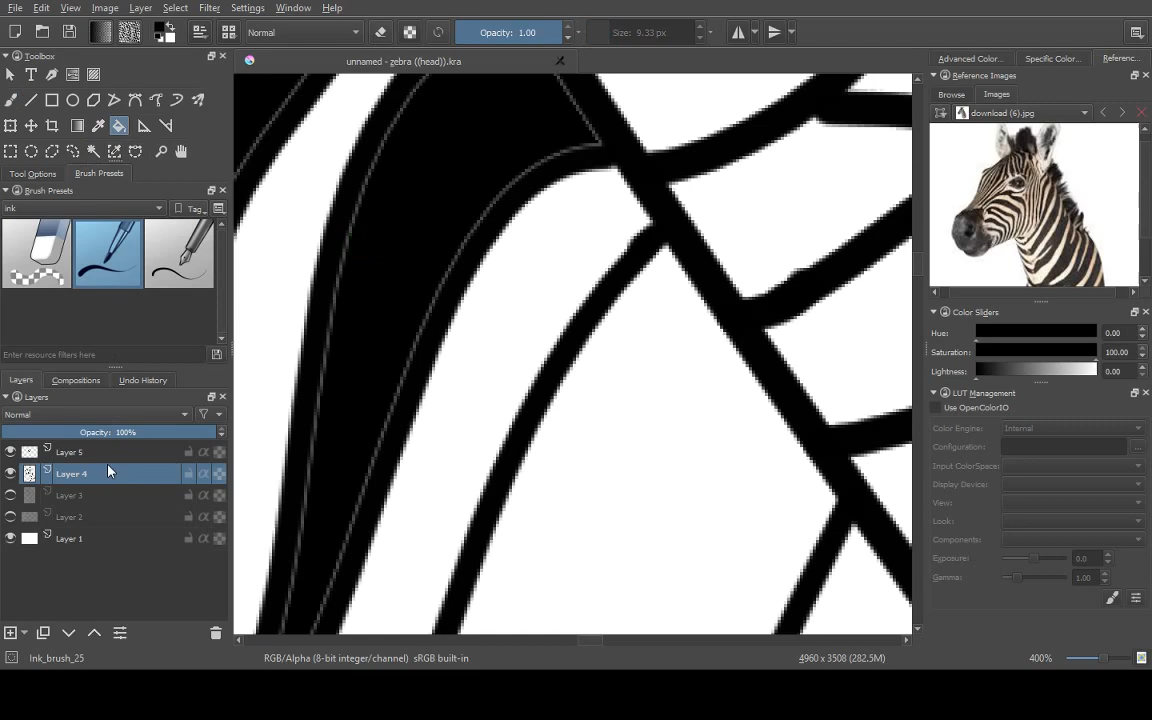 File Edit View Image Layer Select Filter Settings Window Help
Normal Opacity: 1.00 Size: 9.33 px
Toolbox
unnamed - zebra ((head)).kra
Advanced Color... Specific Color... Referenc...
Reference Images
Browse Images
download (6).jpg
Tool Options Brush Presets
Brush Presets
ink Tag
Enter resource filters here
Layers Compositions Undo History
Layers
Normal
Opacity: 100%
Layer 5
Layer 4
Layer 3
Layer 2
Layer 1
Color Sliders
Hue: 0.00
Saturation: 100.00
Lightness: 0.00
LUT Management
Use OpenColorIO
Color Engine: Internal
Configuration: ...
Input ColorSpace:
Display Device:
View:
Look:
Components:
Exposure: 0.0
Gamma: 1.00
Ink_brush_25 RGB/Alpha (8-bit integer/channel) sRGB built-in 4960 x 3508 (282.5M) 400%